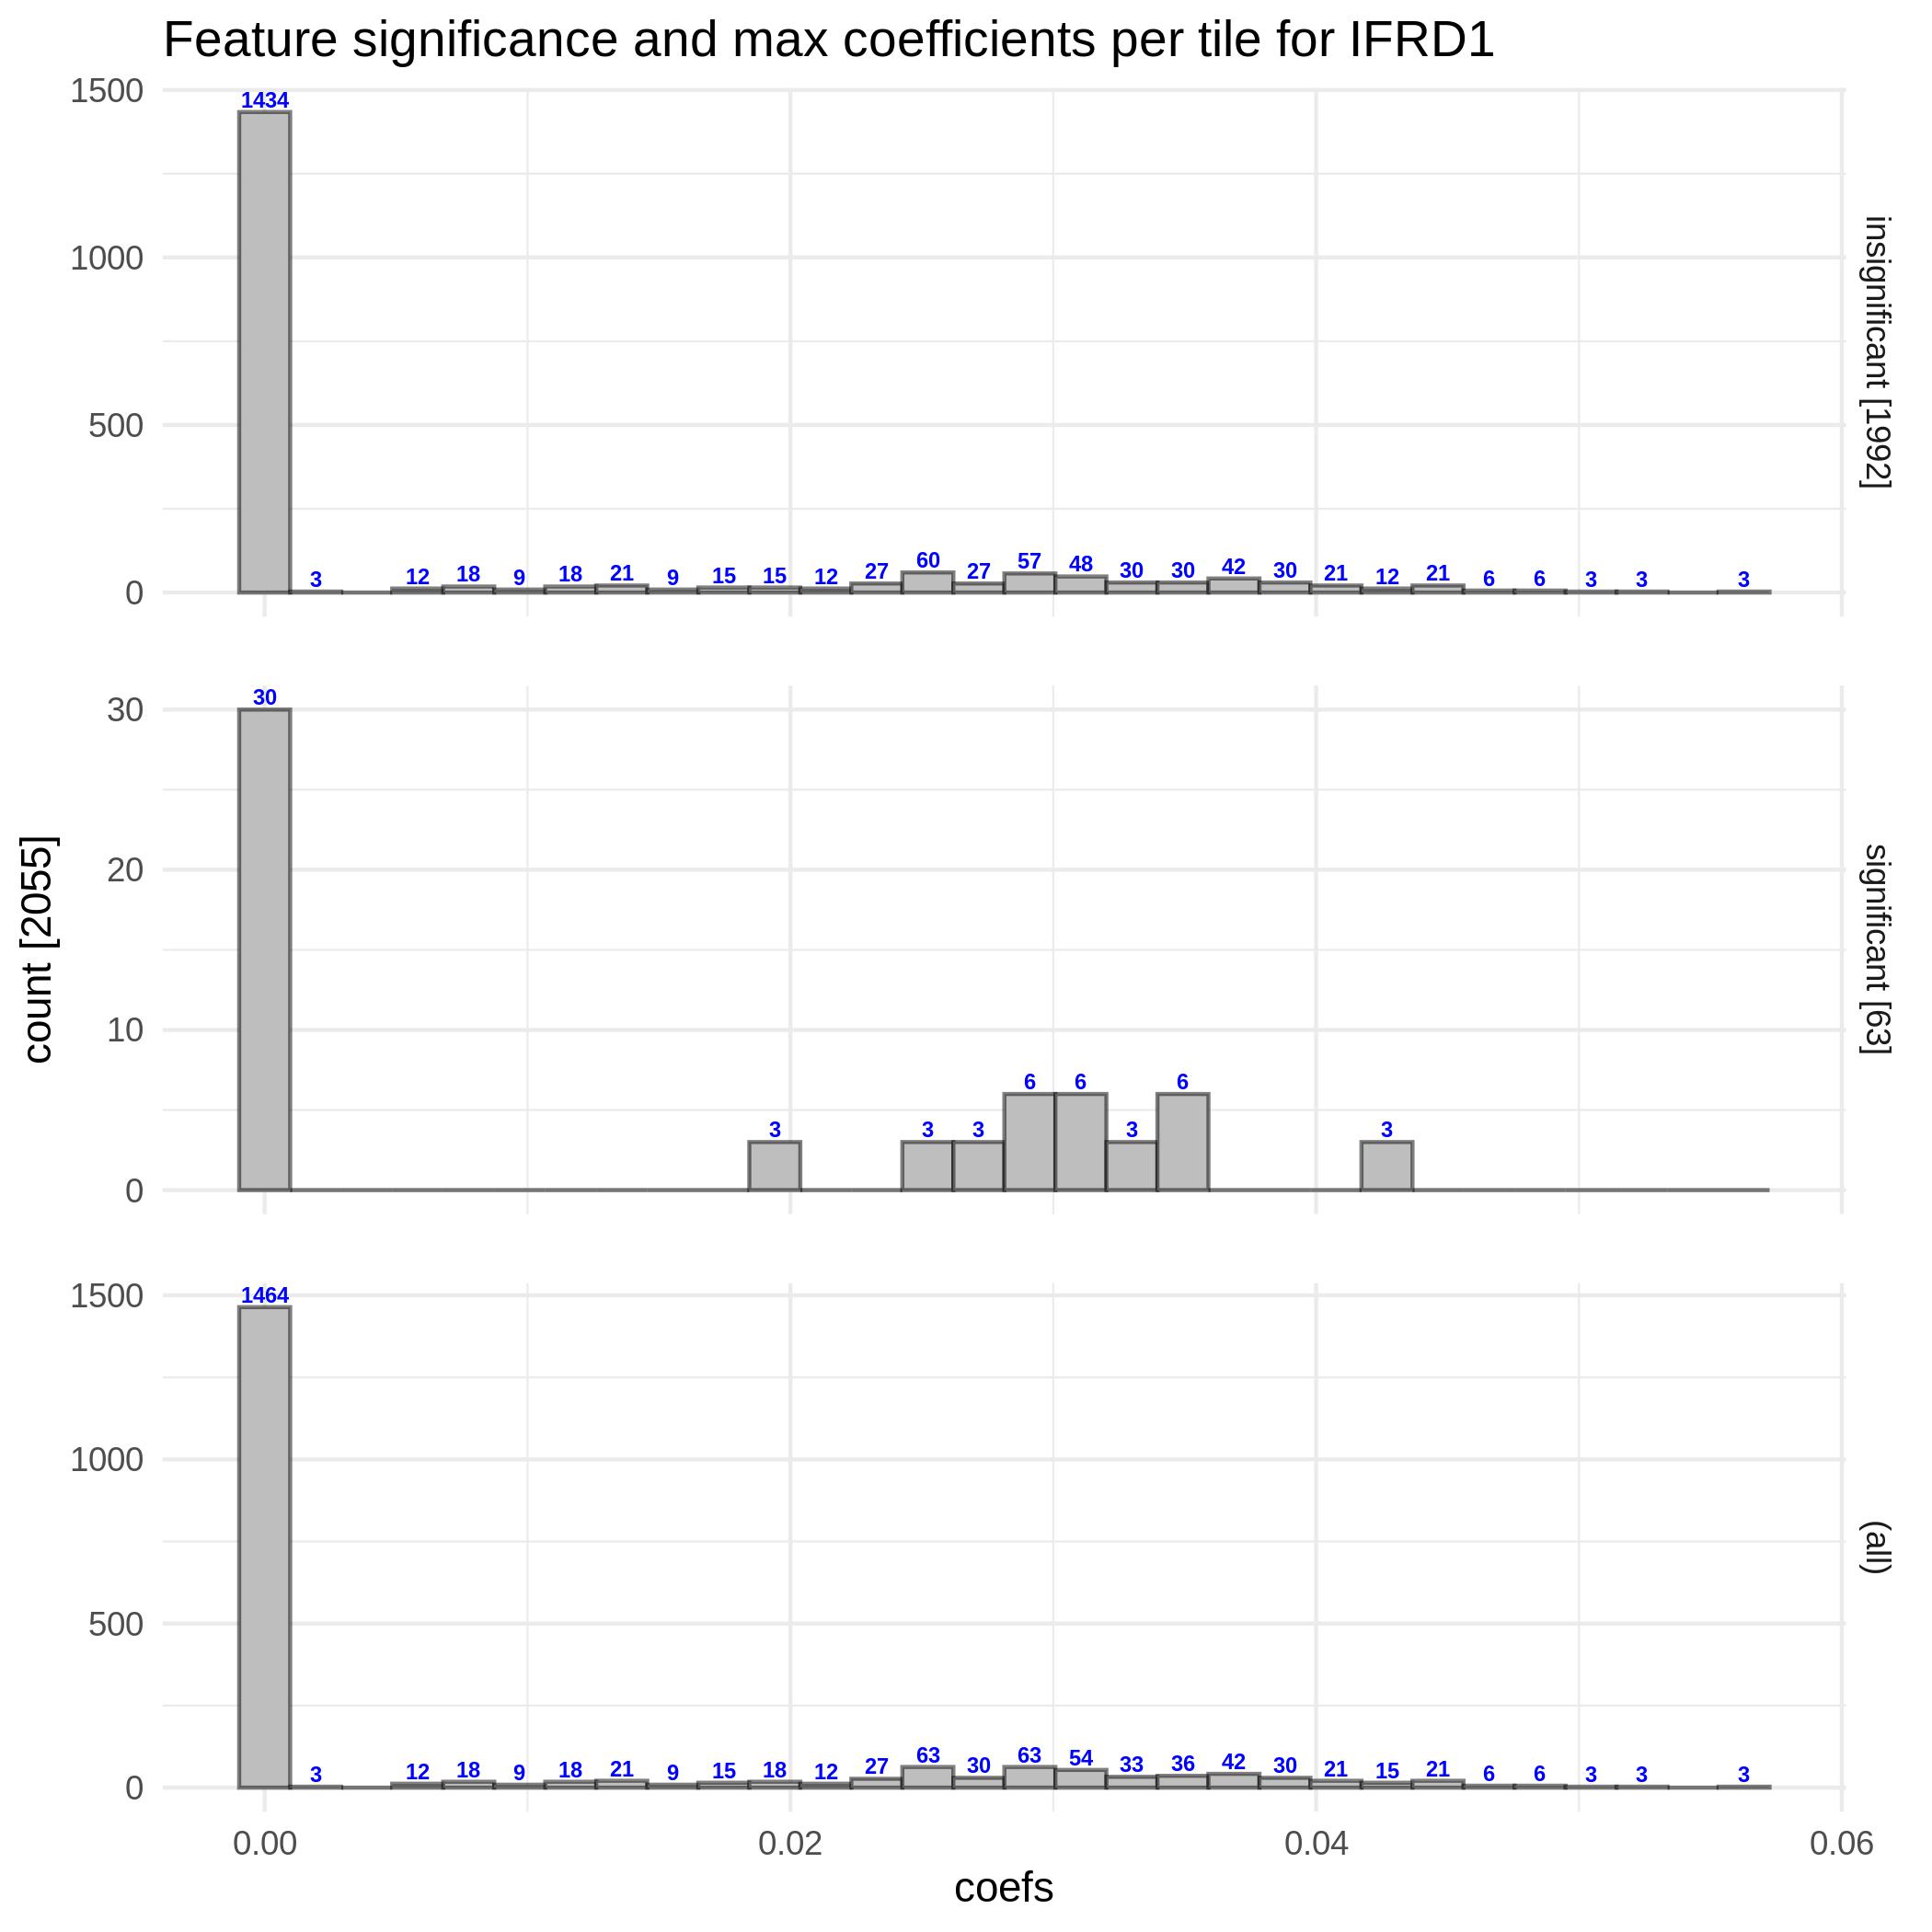 Feature significance and max coefficients per tile for IFRD1
count [2055]
1500
1000
500
0
1434 3 12 18 9 18 21 9 15 15 12 27 60 27 57 48 30 30 42 30 21 12 21 6 6 3 3 3
insignificant [1992]
30
20
10
0
30 3 3 3 6 6 3 6 3
significant [63]
1500
1000
500
0
1464 3 12 18 9 18 21 9 15 18 12 27 63 30 63 54 33 36 42 30 21 15 21 6 6 3 3 3
(all)
0.00 0.02 0.04 0.06
coefs